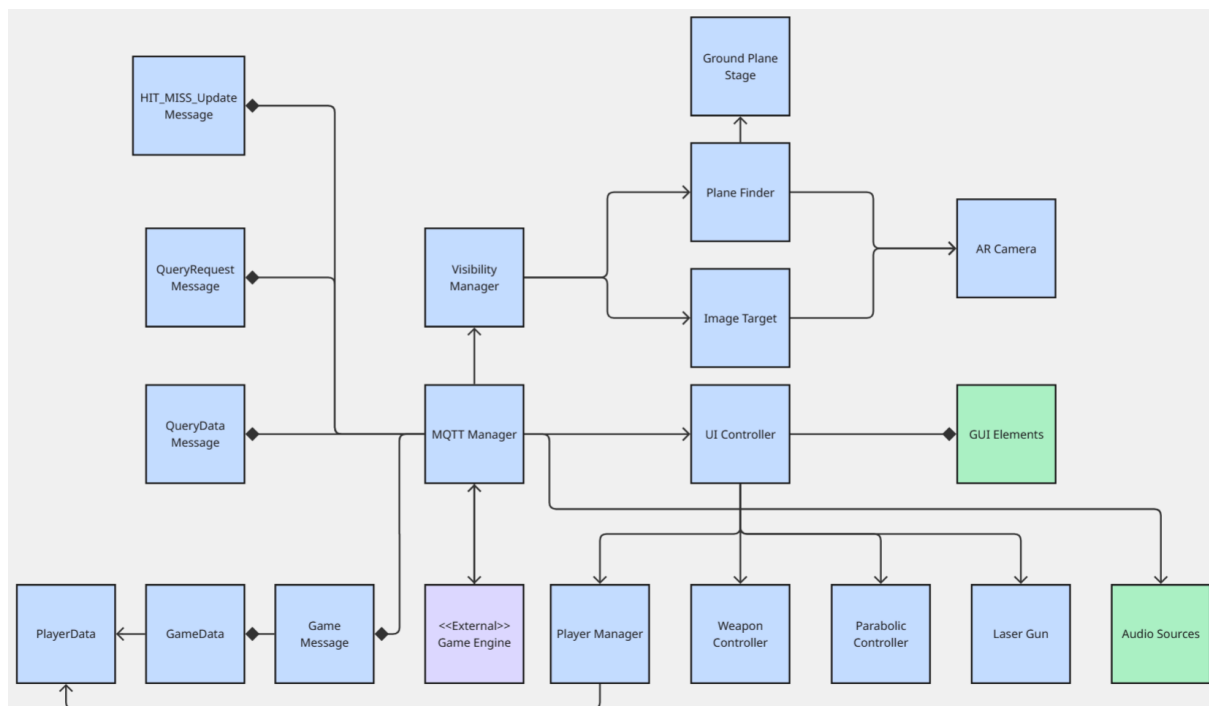 Ground Plane
Stage
HIT_MISS_Update
Message
Plane Finder
AR Camera
QueryRequest
Message
Visibility
Manager
Image Target
QueryData
Message
MQTT Manager
UI Controller
GUI Elements
PlayerData
GameData
Game
Message
<<External>>
Game Engine
Player Manager
Weapon
Controller
Parabolic
Controller
Laser Gun
Audio Sources